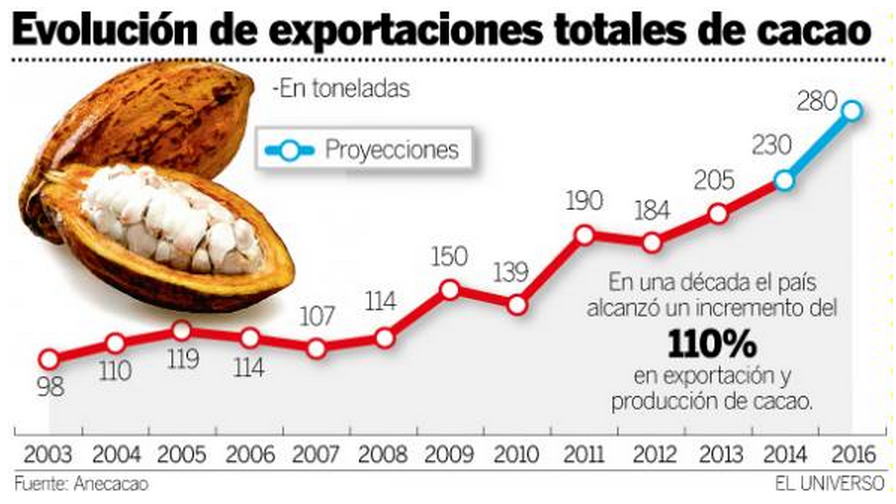 Evolución de exportaciones totales de cacao
-En toneladas
Proyecciones
98
110
119
114
107
114
150
139
190
184
205
230
280
En una década el país
alcanzó un incremento del
110%
en exportación y
producción de cacao.
2003 2004 2005 2006 2007 2008 2009 2010 2011 2012 2013 2014 2016
Fuente: Anecacao
EL UNIVERSO